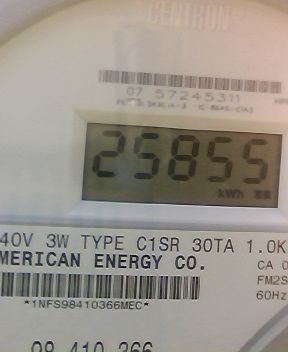 CENTRON
07 57245311
25855
kWh
40V 3W TYPE C1SR 30TA 1.0K
MERICAN ENERGY CO.
CA 0
FM2S
60Hz
*1NFS98410366MEC*
98 410 366